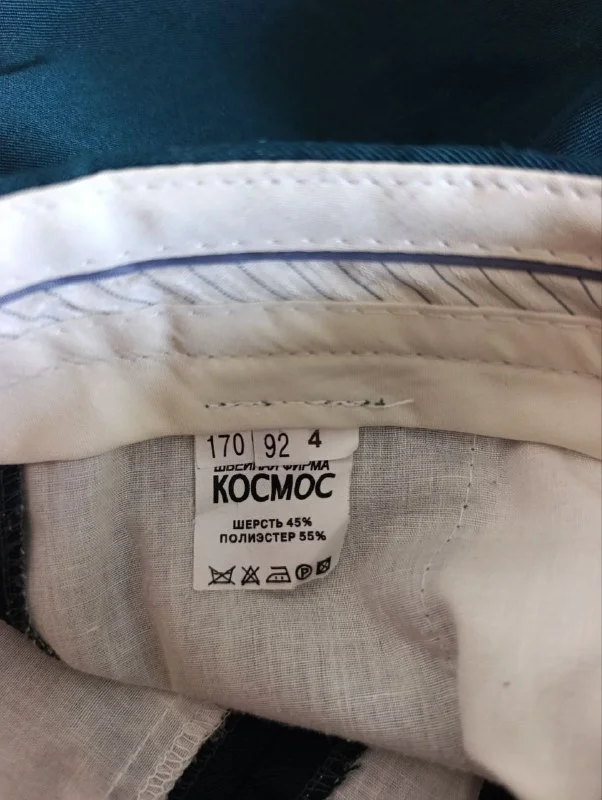 170 92 4
ШВЕЙНАЯ ФИРМА
КОСМОС
ШЕРСТЬ 45%
ПОЛИЭСТЕР 55%
P